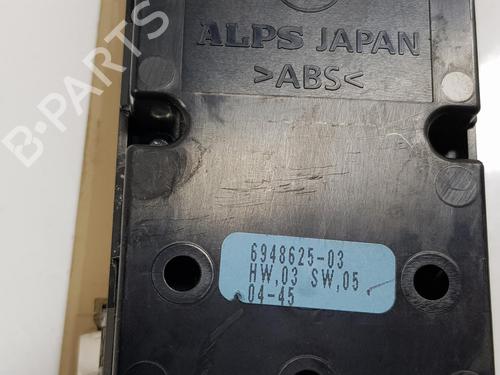 ALPS JAPAN
>ABS<
B-PARTS
6948625-03
HW,03 SW,05
04-45